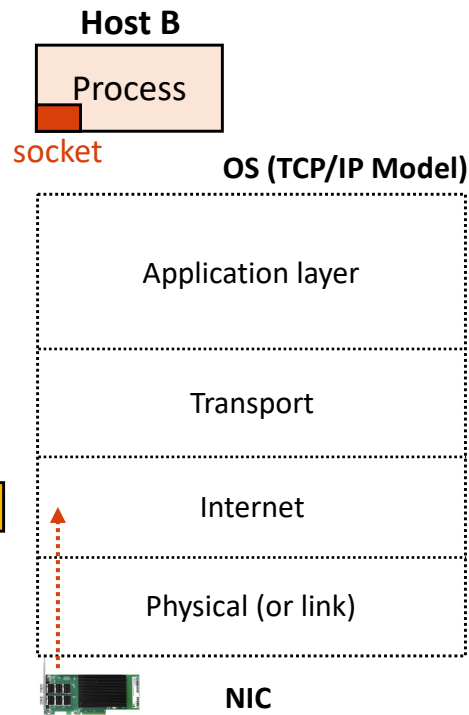 Host B
Process
socket
OS (TCP/IP Model)
Application layer
Transport
Internet
Physical (or link)
NIC